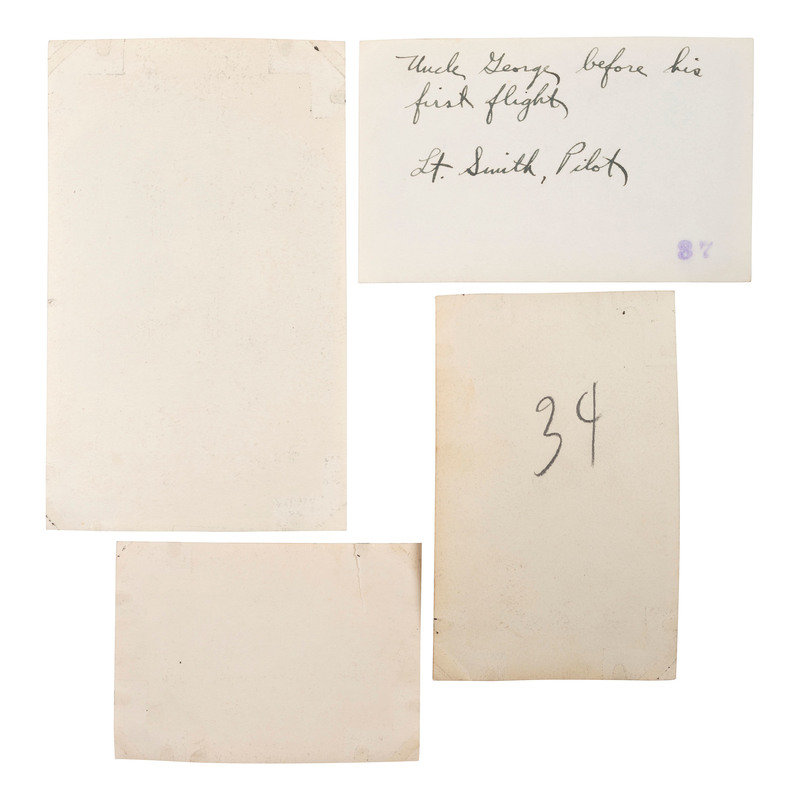 Uncle George before his
first flight
Lt. Smith, Pilot
87
34